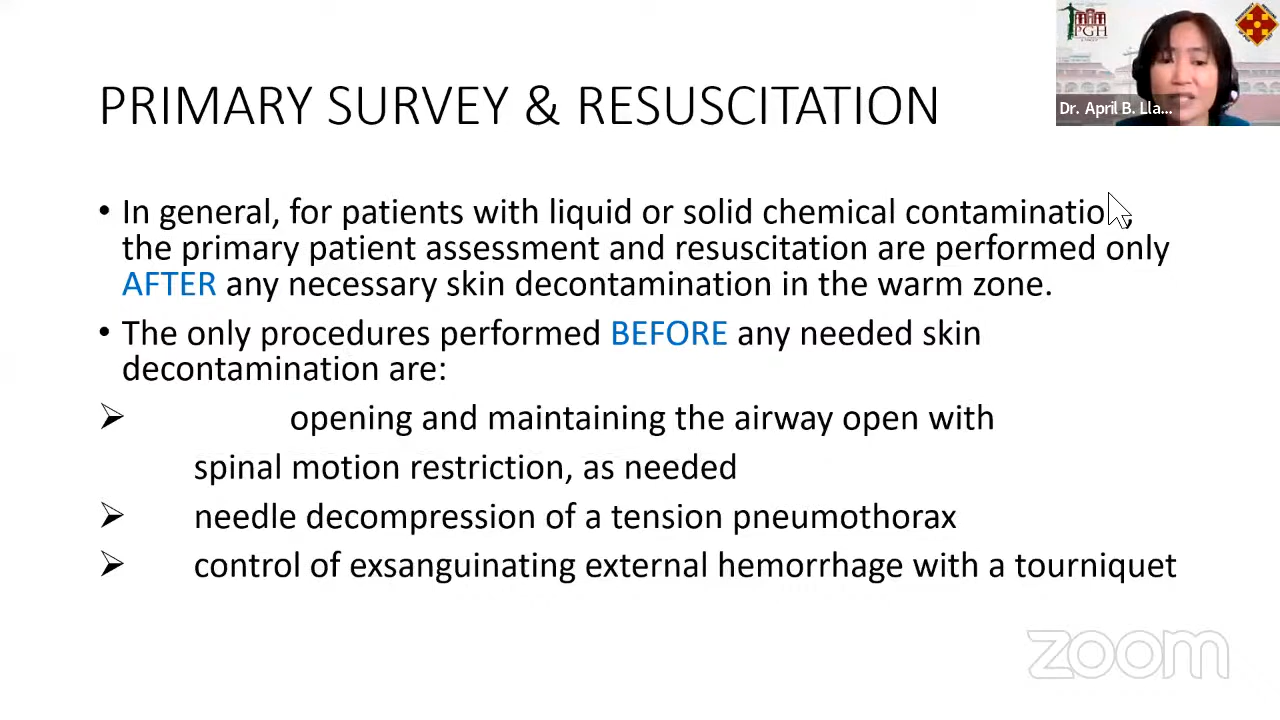 PGH
Dr. April B. Lla...
PRIMARY SURVEY & RESUSCITATION
• In general, for patients with liquid or solid chemical contamination,
the primary patient assessment and resuscitation are performed only
AFTER any necessary skin decontamination in the warm zone.
• The only procedures performed BEFORE any needed skin
decontamination are:
➢ opening and maintaining the airway open with
spinal motion restriction, as needed
➢ needle decompression of a tension pneumothorax
➢ control of exsanguinating external hemorrhage with a tourniquet
zoom